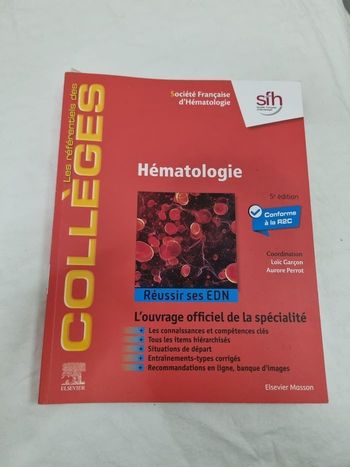 Les référentiels des
COLLÈGES
Société Française
d'Hématologie
sfh
Hématologie
5e édition
Conforme
à la R2C
Coordination
Loïc Garçon
Aurore Perrot
Réussir ses EDN
L'ouvrage officiel de la spécialité
+ Les connaissances et compétences clés
+ Tous les items hiérarchisés
+ Situations de départ
+ Entrainements-types corrigés
+ Recommandations en ligne, banque d'images
ELSEVIER
Elsevier Masson